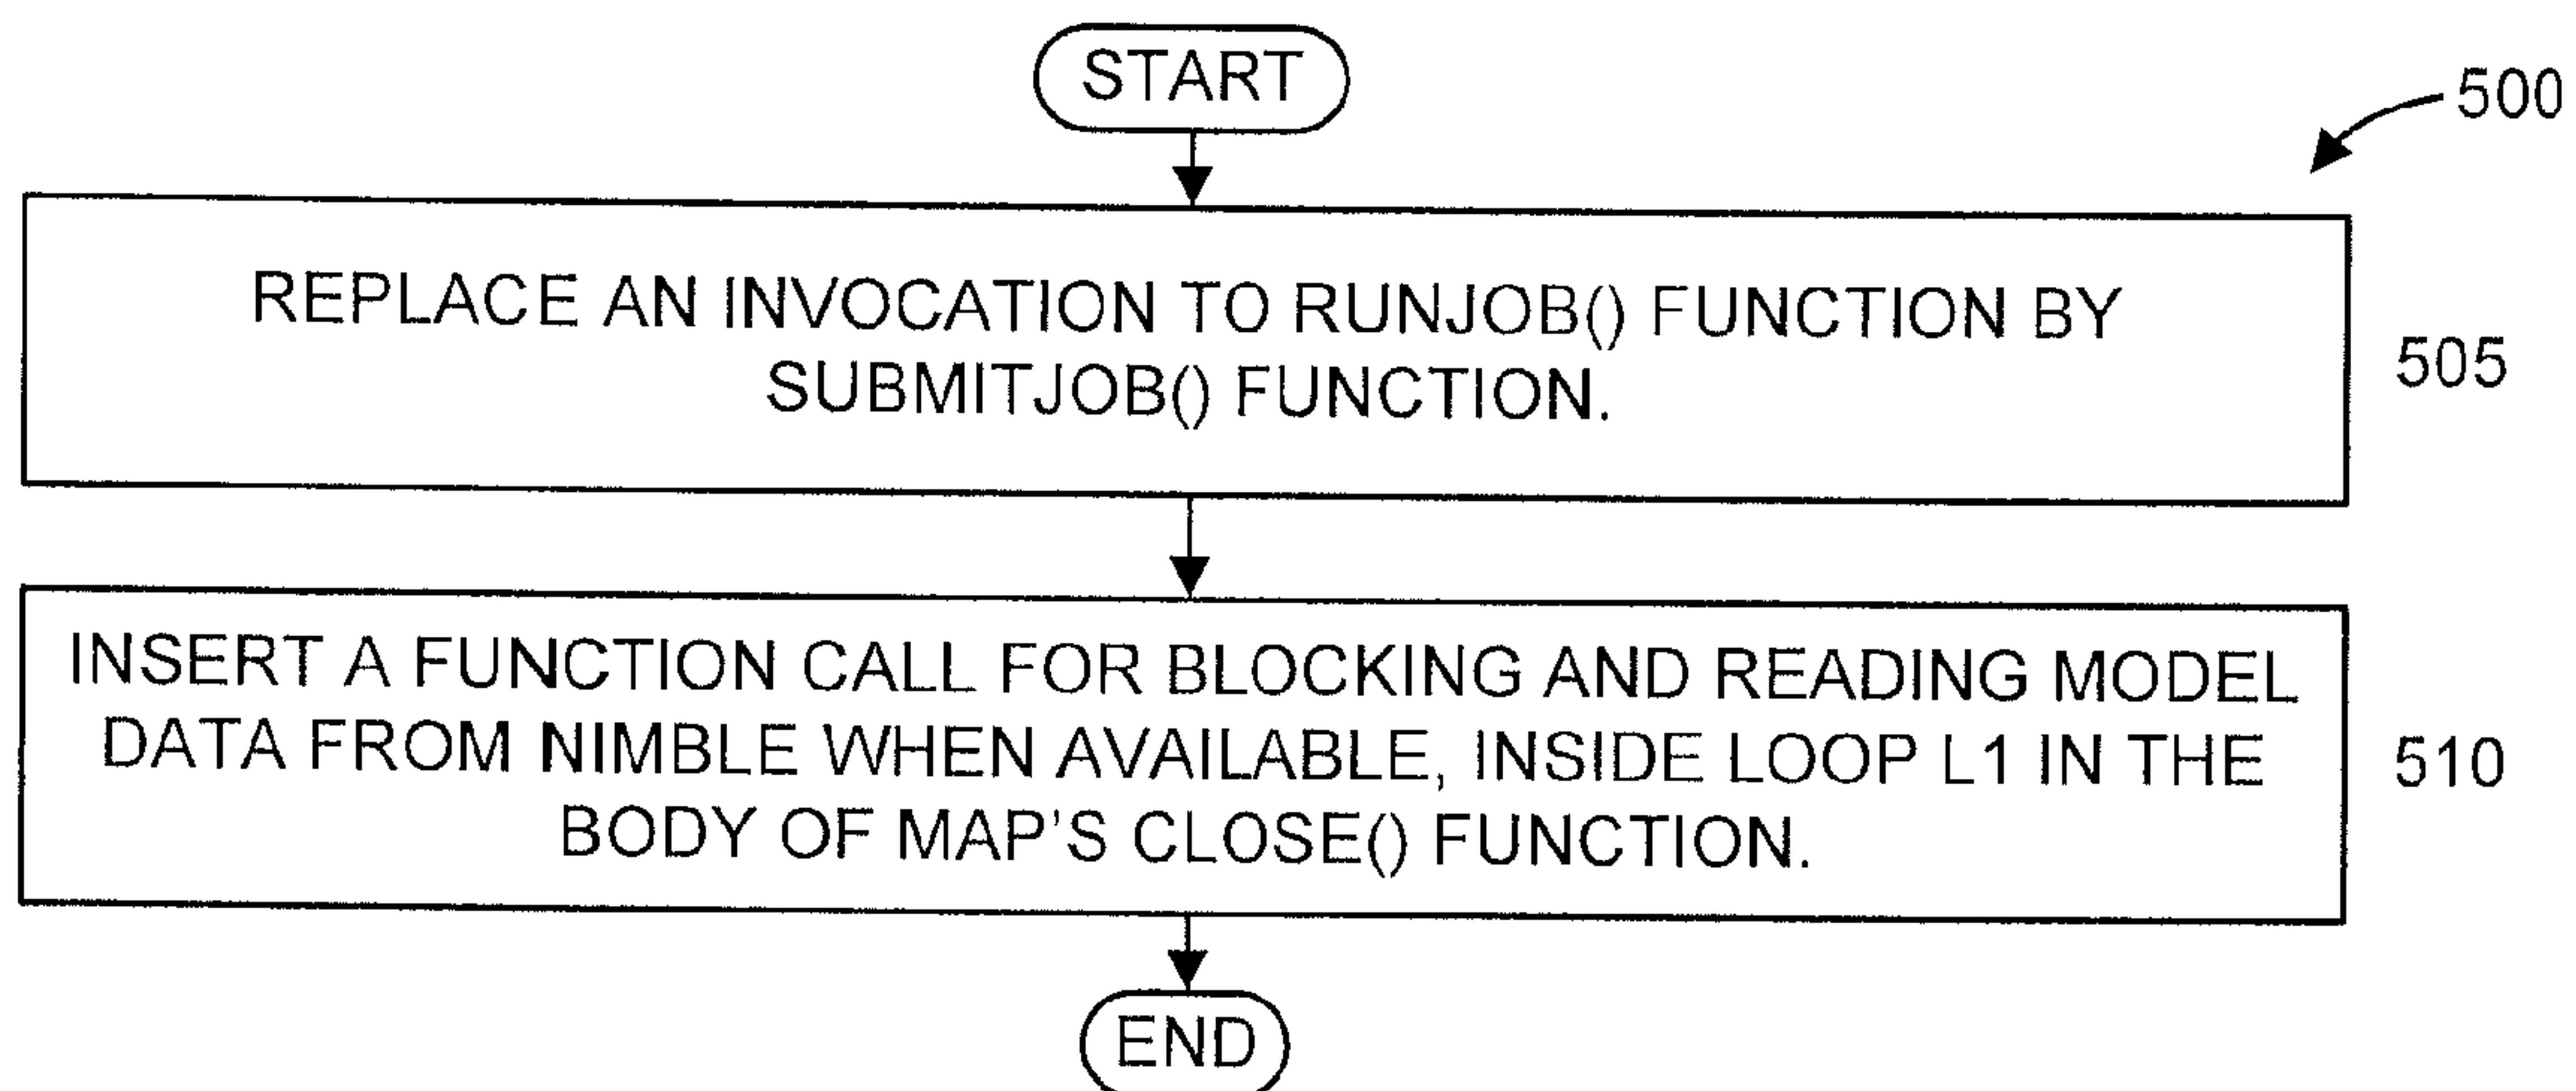 START
500
REPLACE AN INVOCATION TO RUNJOB() FUNCTION BY
SUBMITJOB() FUNCTION.
505
INSERT A FUNCTION CALL FOR BLOCKING AND READING MODEL
DATA FROM NIMBLE WHEN AVAILABLE, INSIDE LOOP L1 IN THE
BODY OF MAP'S CLOSE() FUNCTION.
510
END